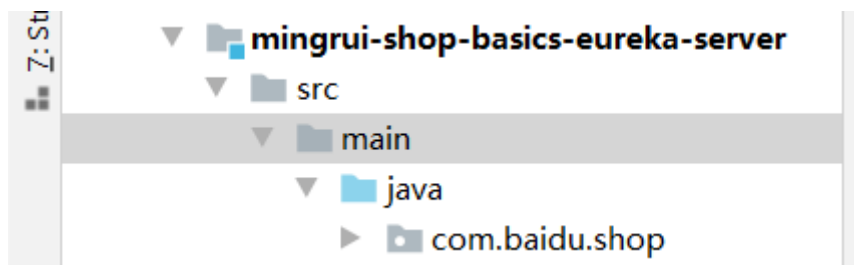 Z: St
mingrui-shop-basics-eureka-server
src
main
java
com.baidu.shop